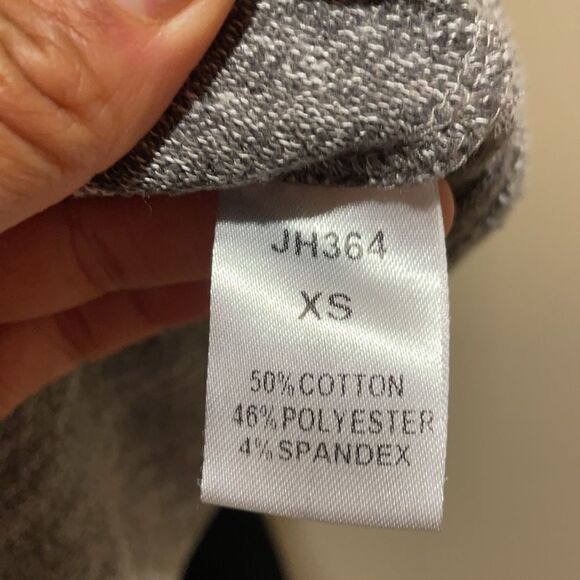 JH364
XS
50%COTTON
46%POLYESTER
4%SPANDEX